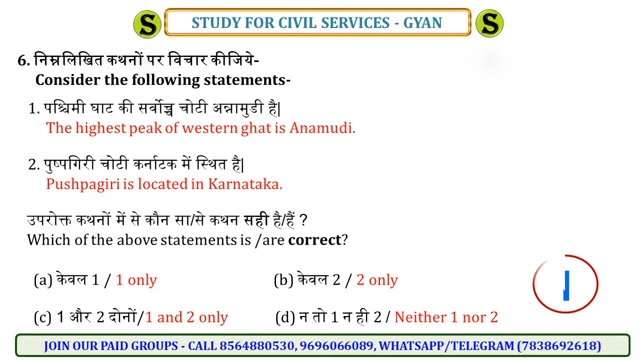 S STUDY FOR CIVIL SERVICES - GYAN S
6. निम्नलिखित कथनों पर विचार कीजिये-
Consider the following statements-
1. पश्चिमी घाट की सर्वोच्च चोटी अन्नामुडी है|
The highest peak of western ghat is Anamudi.
2. पुष्पगिरी चोटी कर्नाटक में स्थित है|
Pushpagiri is located in Karnataka.
उपरोक्त कथनों में से कौन सा/से कथन सही है/हैं ?
Which of the above statements is /are correct?
(a) केवल 1 / 1 only (b) केवल 2 / 2 only
(c) 1 और 2 दोनों/1 and 2 only (d) न तो 1 न ही 2 / Neither 1 nor 2
JOIN OUR PAID GROUPS - CALL 8564880530, 9696066089, WHATSAPP/TELEGRAM (7838692618)